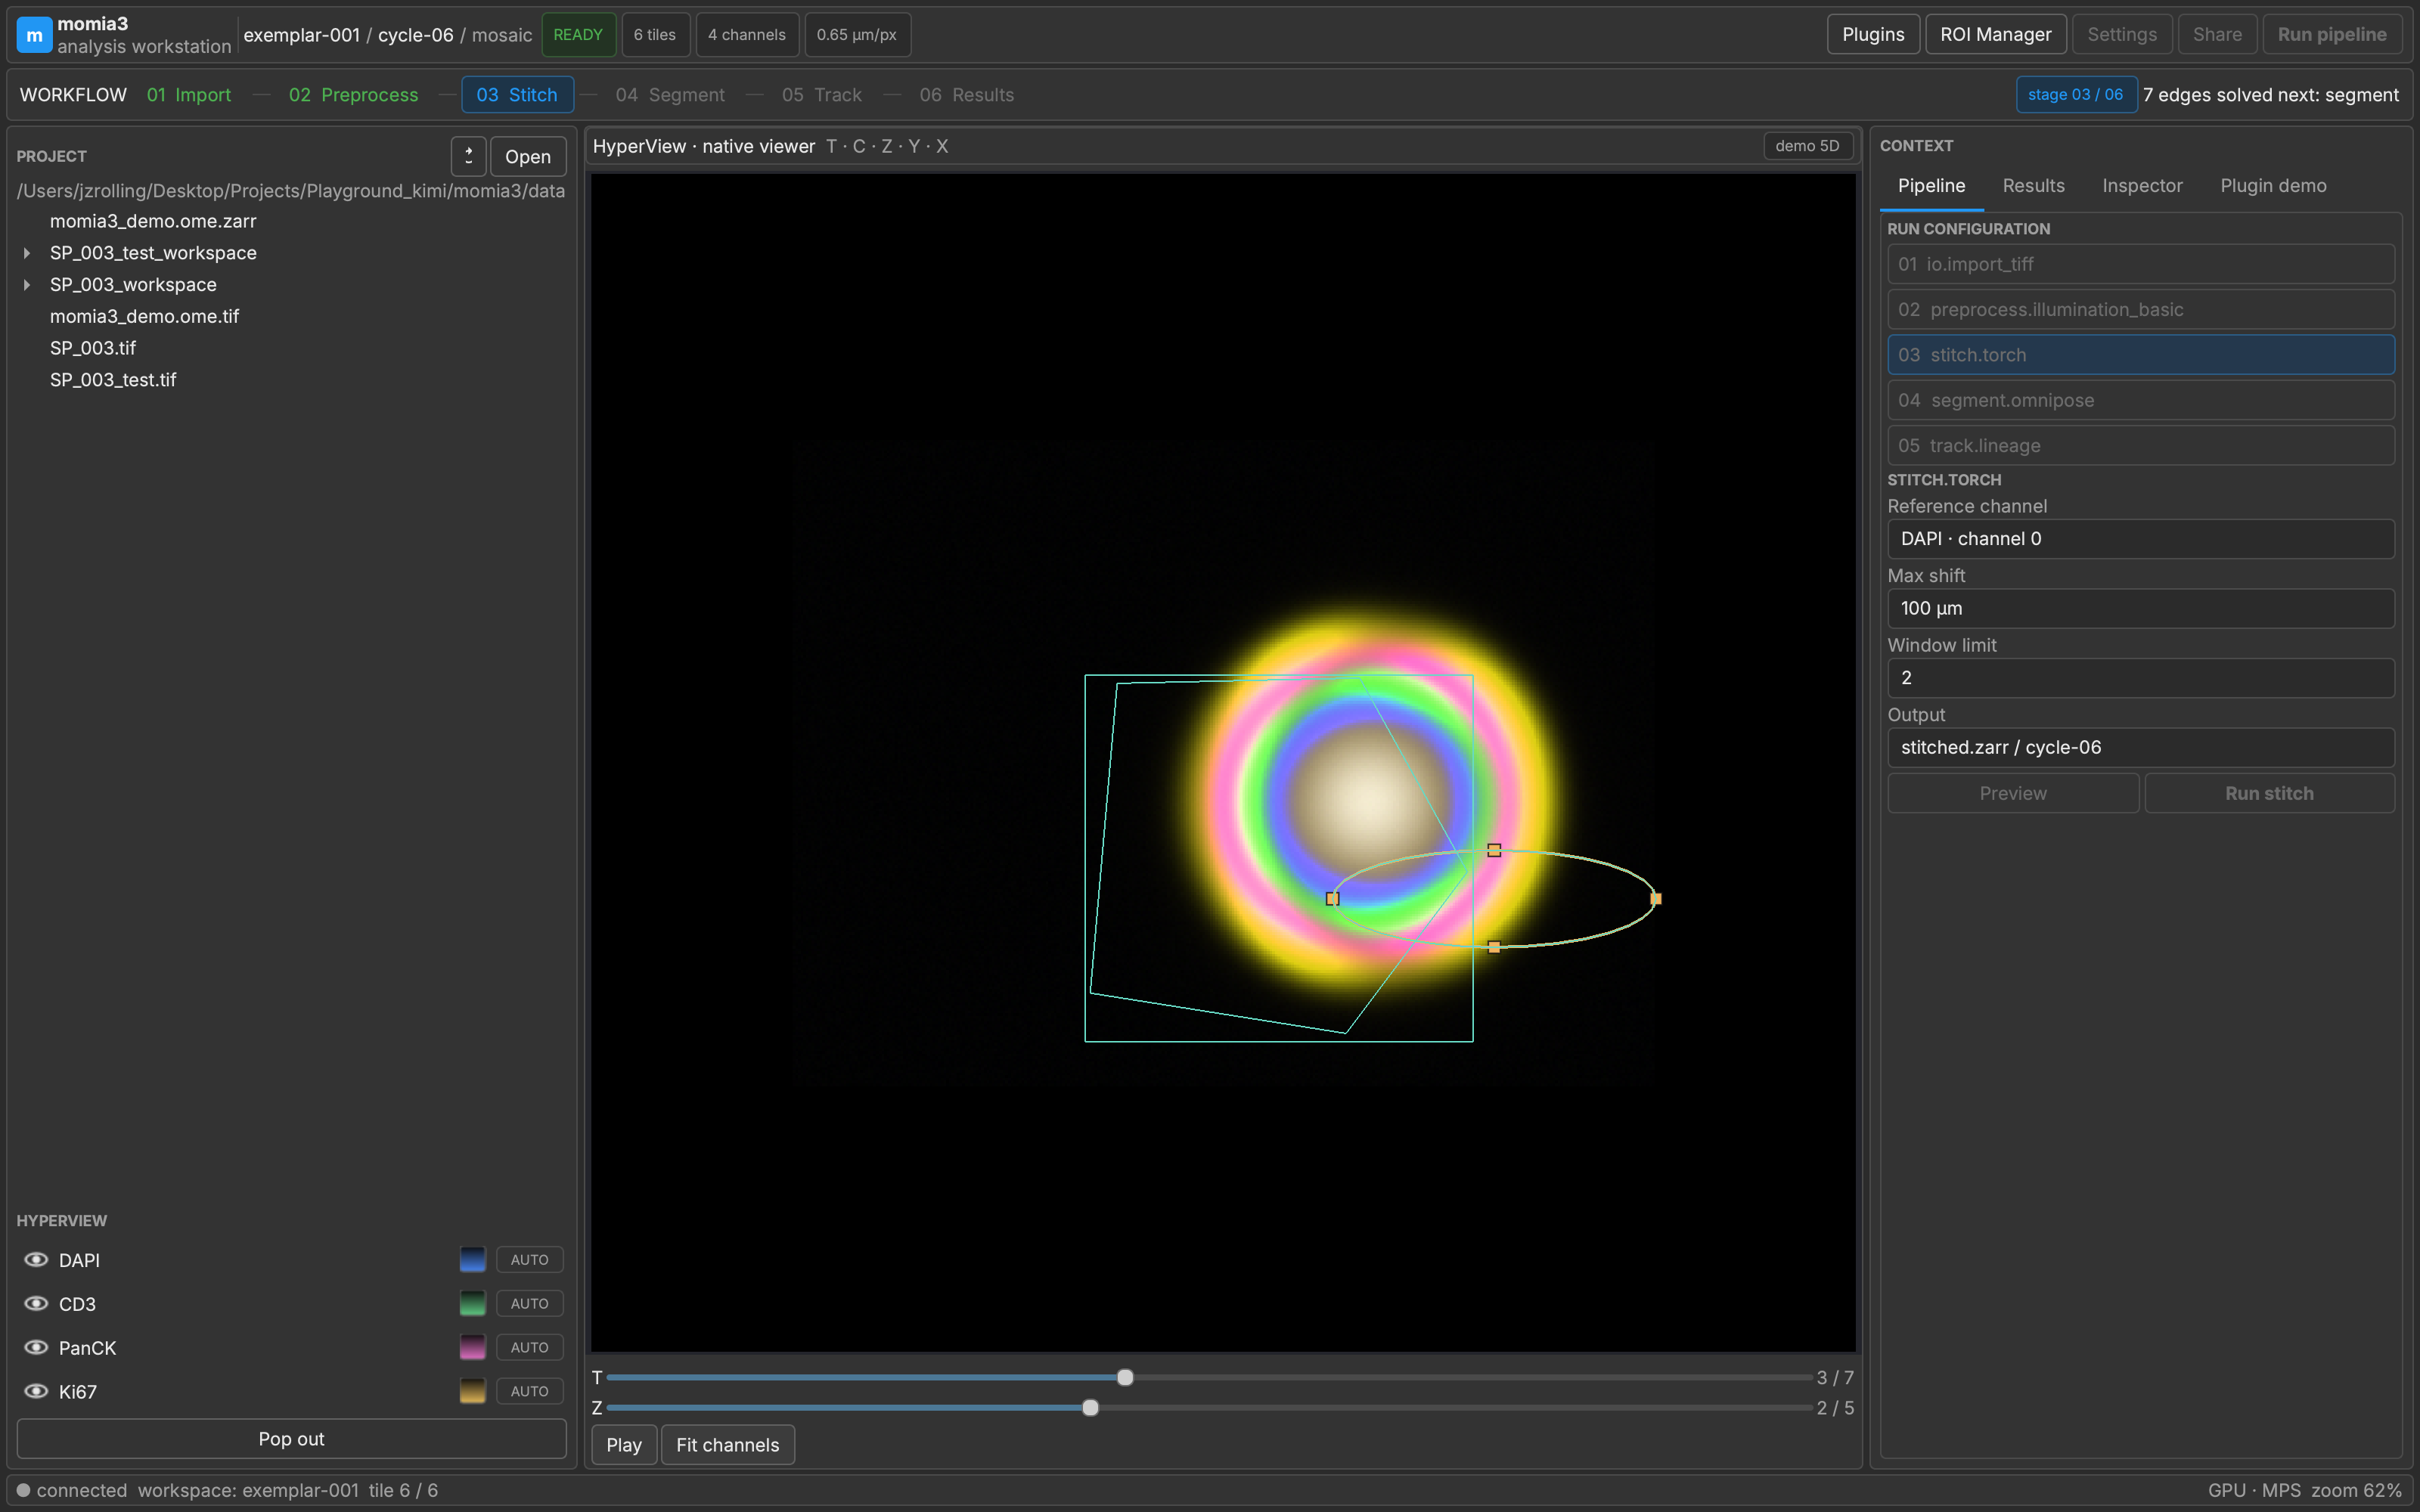 m momia3
analysis workstation
exemplar-001 / cycle-06 / mosaic READY 6 tiles 4 channels 0.65 µm/px
Plugins ROI Manager Settings Share Run pipeline
WORKFLOW 01 Import — 02 Preprocess — 03 Stitch — 04 Segment — 05 Track — 06 Results
stage 03 / 06 7 edges solved next: segment
PROJECT
Open
/Users/jzrolling/Desktop/Projects/Playground_kimi/momia3/data
momia3_demo.ome.zarr
SP_003_test_workspace
SP_003_workspace
momia3_demo.ome.tif
SP_003.tif
SP_003_test.tif
HYPERVIEW
DAPI AUTO
CD3 AUTO
PanCK AUTO
Ki67 AUTO
Pop out
HyperView · native viewer T · C · Z · Y · X demo 5D
T 3 / 7
Z 2 / 5
Play Fit channels
CONTEXT
Pipeline Results Inspector Plugin demo
RUN CONFIGURATION
01 io.import_tiff
02 preprocess.illumination_basic
03 stitch.torch
04 segment.omnipose
05 track.lineage
STITCH.TORCH
Reference channel
DAPI · channel 0
Max shift
100 µm
Window limit
2
Output
stitched.zarr / cycle-06
Preview Run stitch
connected workspace: exemplar-001 tile 6 / 6
GPU · MPS zoom 62%